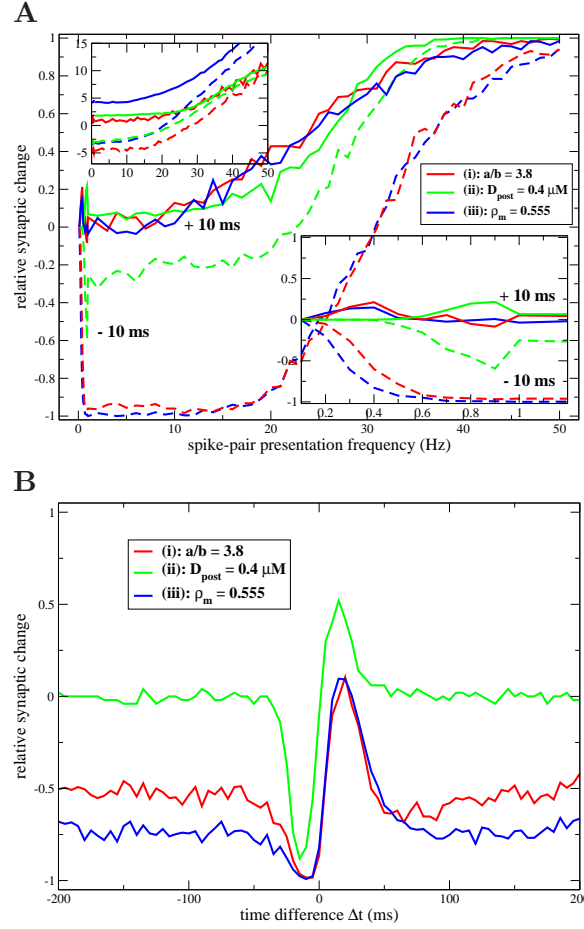 A
1
0.8
0.6
0.4
0.2
0
-0.2
-0.4
-0.6
-0.8
-1
relative synaptic change
15
10
5
0
-5
0 10 20 30 40 50
(i): a/b = 3.8
(ii): D_post = 0.4 μM
(iii): ρ_m = 0.555
+ 10 ms
- 10 ms
1
0.5
0
-0.5
-1
+ 10 ms
- 10 ms
0.2 0.4 0.6 0.8 1
0 10 20 30 40 50
spike-pair presentation frequency (Hz)
B
1
0.5
0
-0.5
-1
relative synaptic change
(i): a/b = 3.8
(ii): D_post = 0.4 μM
(iii): ρ_m = 0.555
-200 -100 0 100 200
time difference Δt (ms)